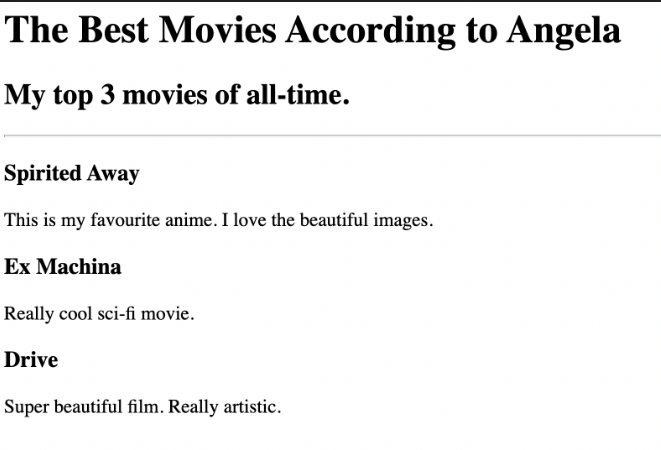 The Best Movies According to Angela
My top 3 movies of all-time.
Spirited Away
This is my favourite anime. I love the beautiful images.
Ex Machina
Really cool sci-fi movie.
Drive
Super beautiful film. Really artistic.